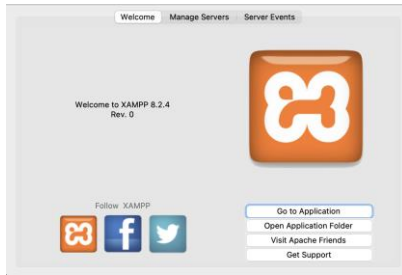 Welcome
Manage Servers
Server Events
Welcome to XAMPP 8.2.4
Rev. 0
Follow XAMPP
Go to Application
Open Application Folder
Visit Apache Friends
Get Support